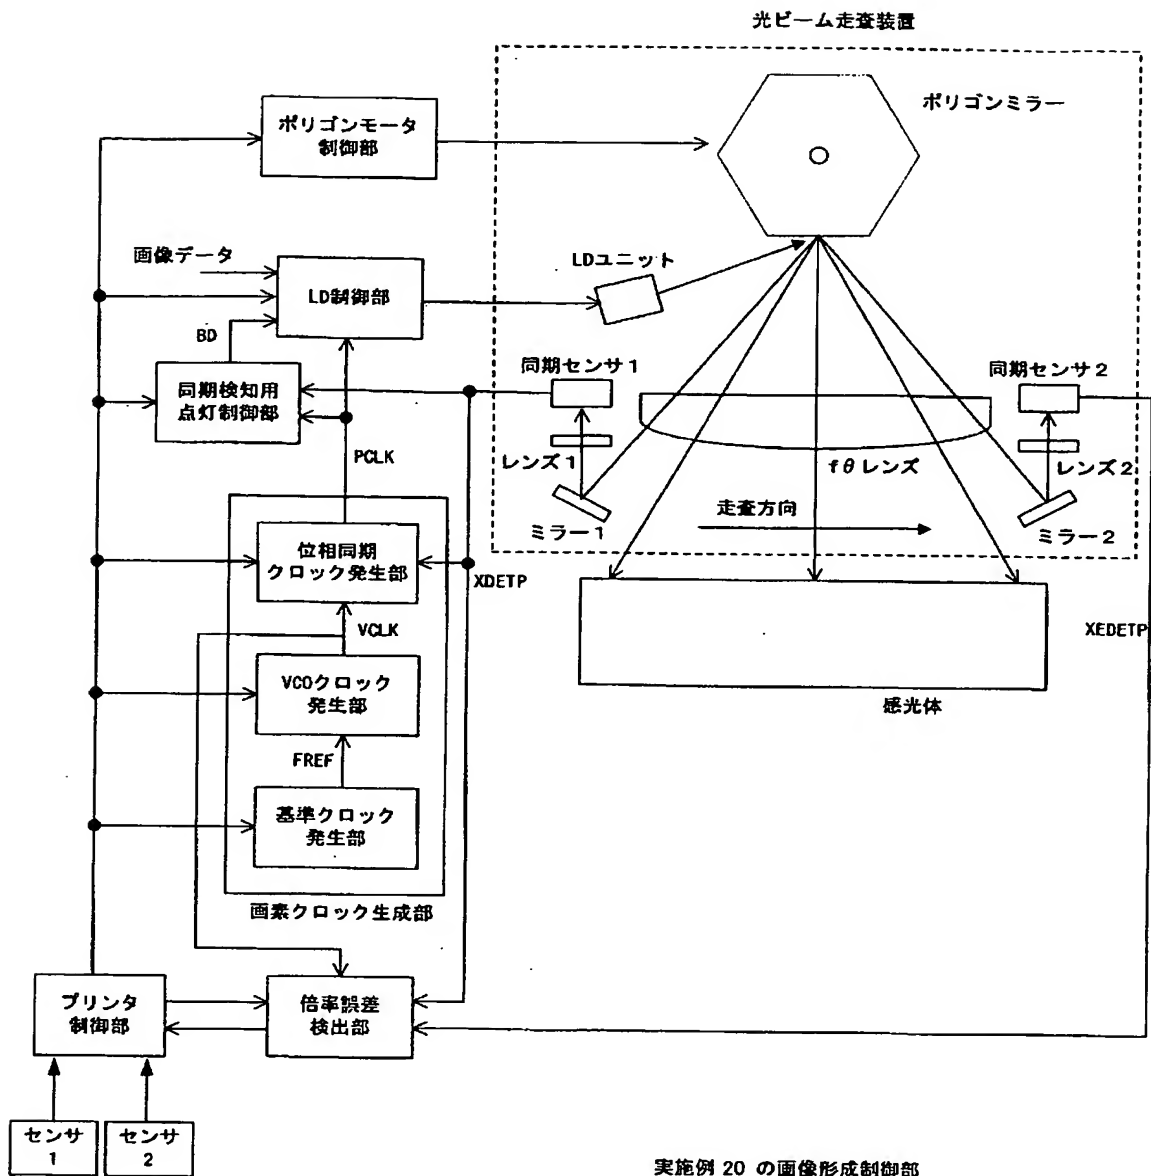 光ビーム走査装置
ポリゴンミラー
ポリゴンモータ
制御部
画像データ
LD制御部
LDユニット
BD
同期検知用
点灯制御部
同期センサ1
同期センサ2
PCLK
レンズ1
fθレンズ
レンズ2
走査方向
ミラー1
ミラー2
位相同期
クロック発生部
XDETP
VCLK
XEDETP
VCOクロック
発生部
感光体
FREF
基準クロック
発生部
画素クロック生成部
プリンタ
制御部
倍率誤差
検出部
センサ
1
センサ
2
実施例 20 の画像形成制御部